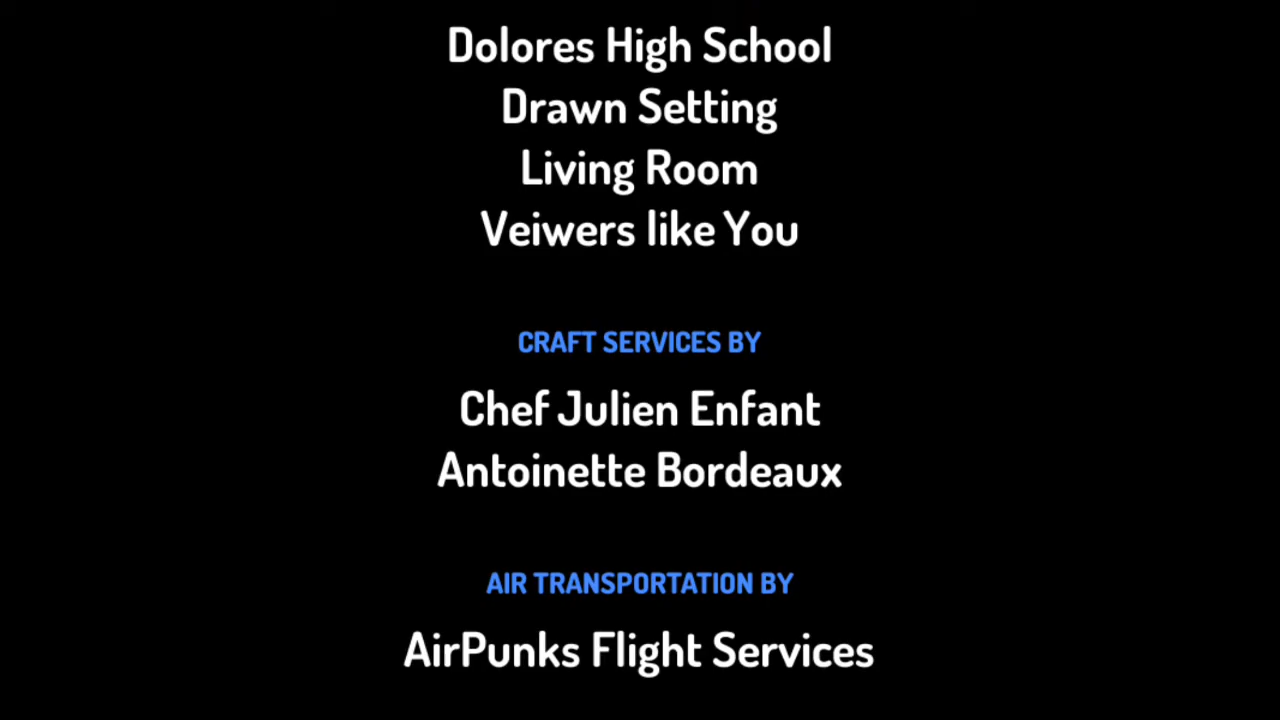 Dolores High School
Drawn Setting
Living Room
Veiwers like You
CRAFT SERVICES BY
Chef Julien Enfant
Antoinette Bordeaux
AIR TRANSPORTATION BY
AirPunks Flight Services